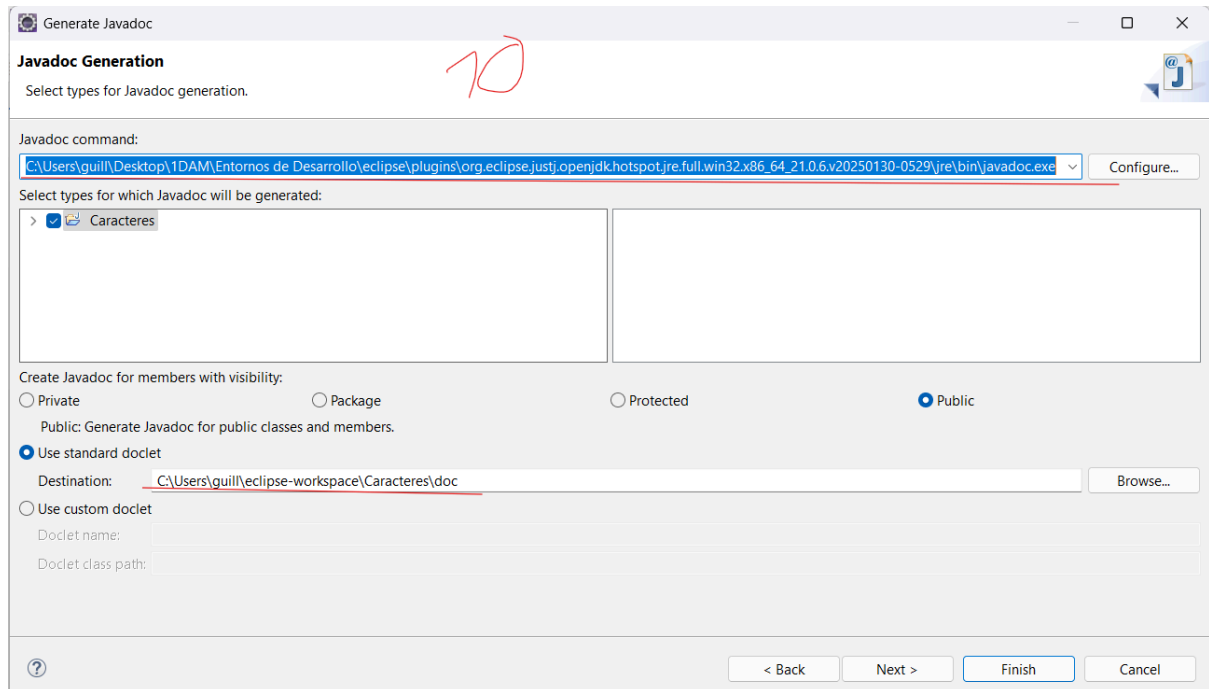 Generate Javadoc
Javadoc Generation
Select types for Javadoc generation.
10
Javadoc command:
C:\Users\guill\Desktop\1DAM\Entornos de Desarrollo\eclipse\plugins\org.eclipse.justj.openjdk.hotspot.jre.full.win32.x86_64_21.0.6.v20250130-0529\jre\bin\javadoc.exe Configure...
Select types for which Javadoc will be generated:
Caracteres
Create Javadoc for members with visibility:
Private Package Protected Public
Public: Generate Javadoc for public classes and members.
Use standard doclet
Destination: C:\Users\guill\eclipse-workspace\Caracteres\doc Browse...
Use custom doclet
Doclet name:
Doclet class path:
< Back Next > Finish Cancel